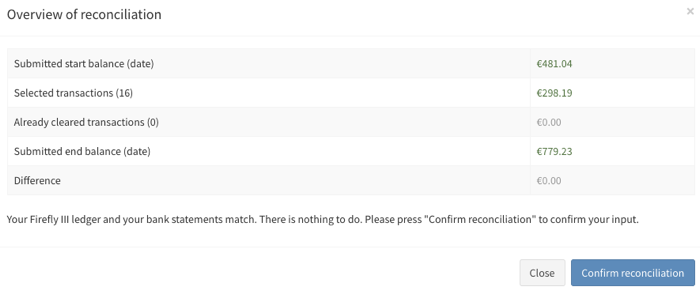 Overview of reconciliation
×
Submitted start balance (date) €481.04
Selected transactions (16) €298.19
Already cleared transactions (0) €0.00
Submitted end balance (date) €779.23
Difference €0.00
Your Firefly III ledger and your bank statements match. There is nothing to do. Please press "Confirm reconciliation" to confirm your input.
Close Confirm reconciliation